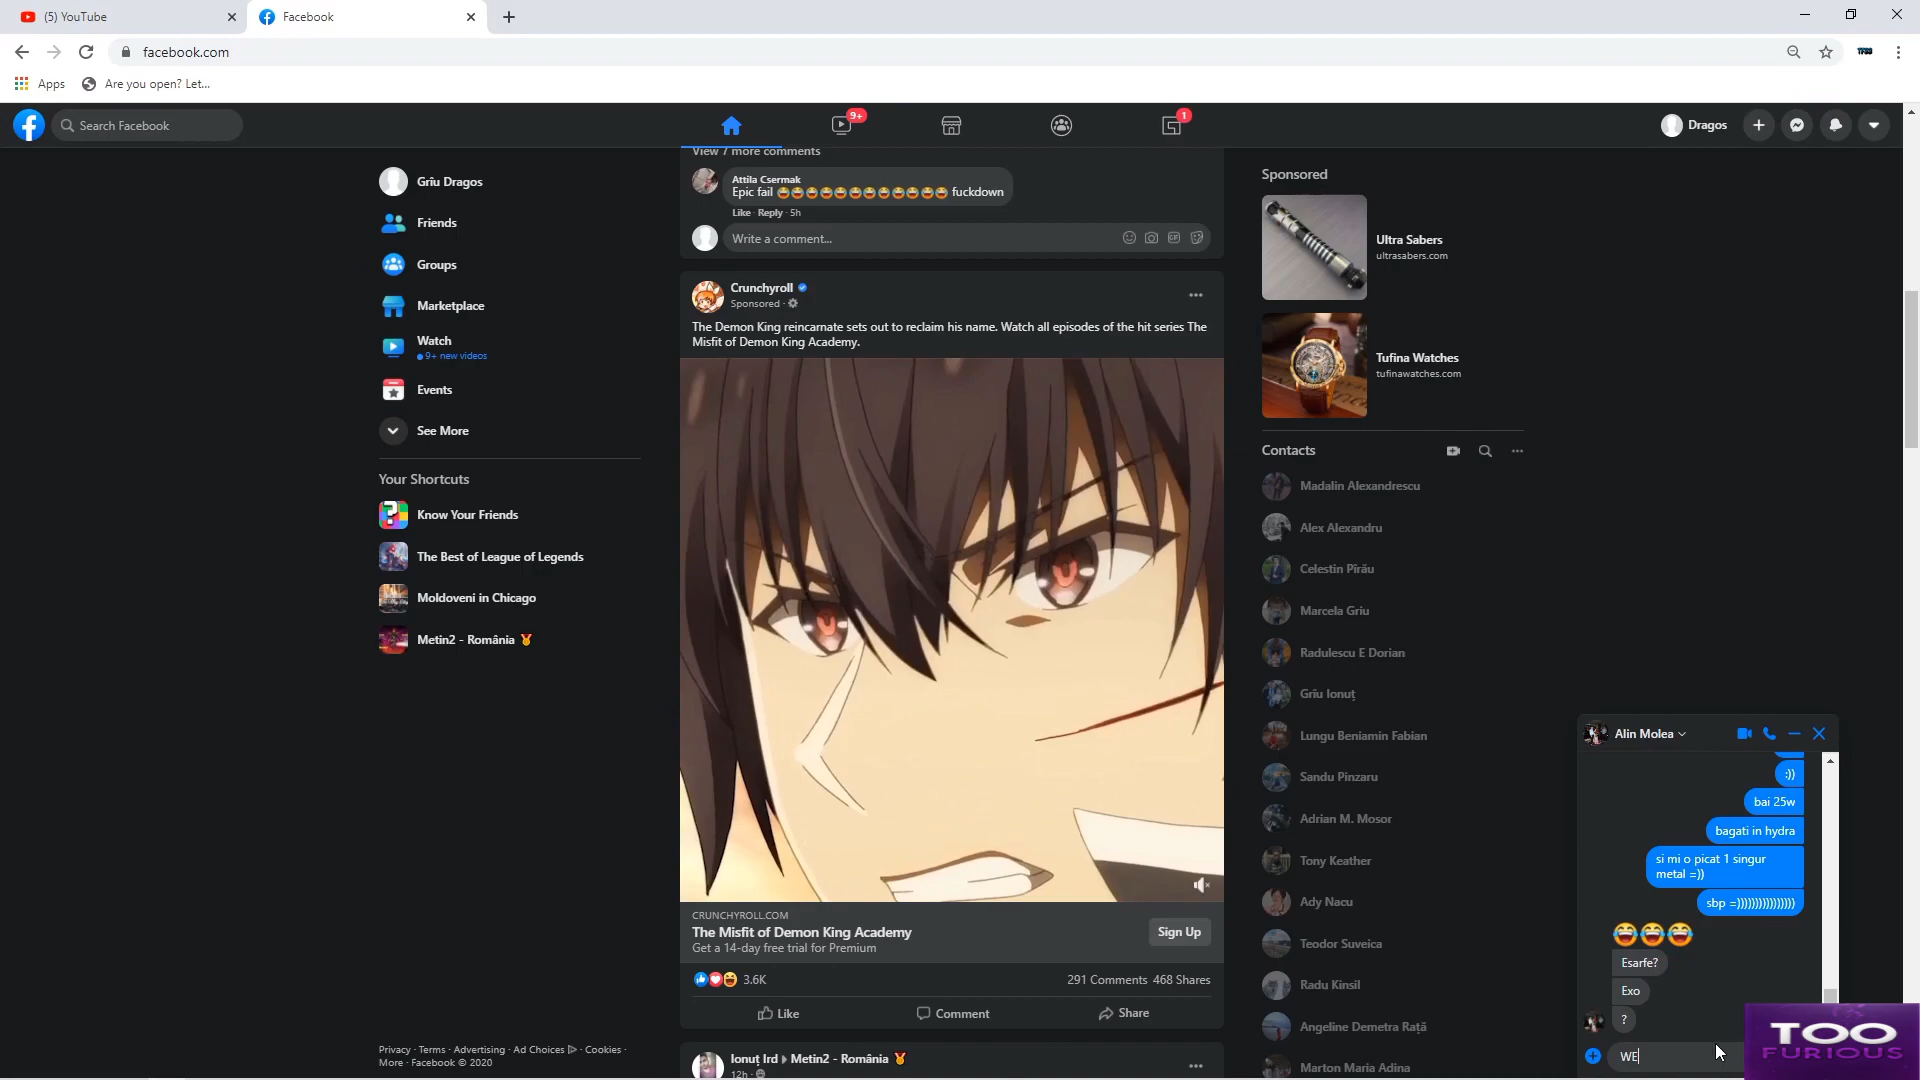 (5) YouTube
Facebook
facebook.com
Apps
Are you open? Let...
Search Facebook
9+
1
Dragos
Grîu Dragos
Friends
Groups
Marketplace
Watch
9+ new videos
Events
See More
Your Shortcuts
Know Your Friends
The Best of League of Legends
Moldoveni in Chicago
Metin2 - România 🏅
Privacy · Terms · Advertising · Ad Choices · Cookies ·
More · Facebook © 2020
View 7 more comments
Attila Csermak
Epic fail 😂😂😂😂😂😂😂😂😂😂😂😂 fuckdown
Like · Reply · 5h
Write a comment...
Crunchyroll
Sponsored ·
The Demon King reincarnate sets out to reclaim his name. Watch all episodes of the hit series The
Misfit of Demon King Academy.
CRUNCHYROLL.COM
The Misfit of Demon King Academy
Get a 14-day free trial for Premium
Sign Up
3.6K
291 Comments 468 Shares
Like
Comment
Share
Ionuț Ird ▸ Metin2 - România 🏅
12h ·
Sponsored
Ultra Sabers
ultrasabers.com
Tufina Watches
tufinawatches.com
Contacts
Madalin Alexandrescu
Alex Alexandru
Celestin Pîrău
Marcela Griu
Radulescu E Dorian
Grîu Ionuț
Lungu Beniamin Fabian
Sandu Pinzaru
Adrian M. Mosor
Tony Keather
Ady Nacu
Teodor Suveica
Radu Kinsil
Angeline Demetra Rață
Marton Maria Adina
Alin Molea
:))
bai 25w
bagati in hydra
si mi o picat 1 singur
metal =))
sbp =))))))))))))))))
😂😂😂
Esarfe?
Exo
?
WE
TOO
FURIOUS